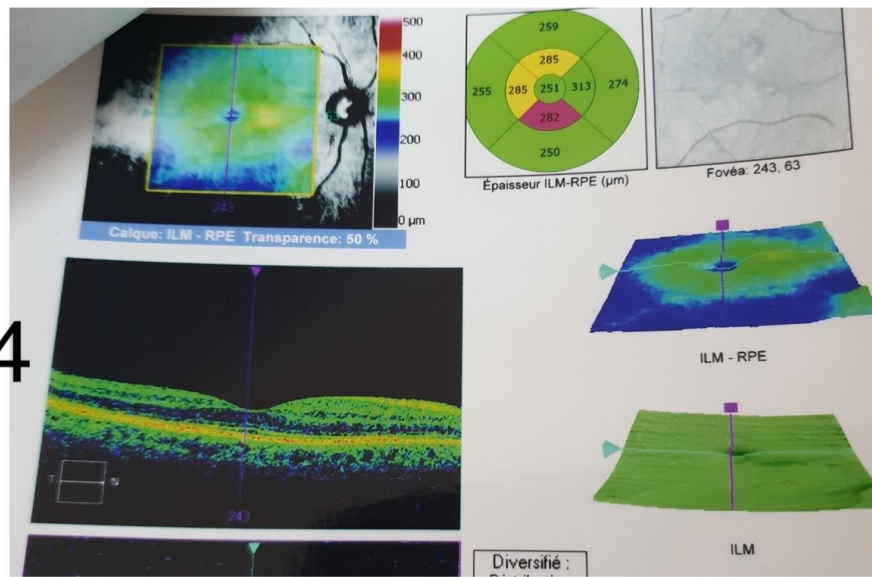 500
400
300
200
100
0 µm
µm
243
Calque: ILM - RPE Transparence: 50 %
259
285
255
285
251
313
274
282
250
Épaisseur ILM-RPE (µm)
Fovéa: 243, 63
4
T
N
243
ILM - RPE
ILM
Diversifié :